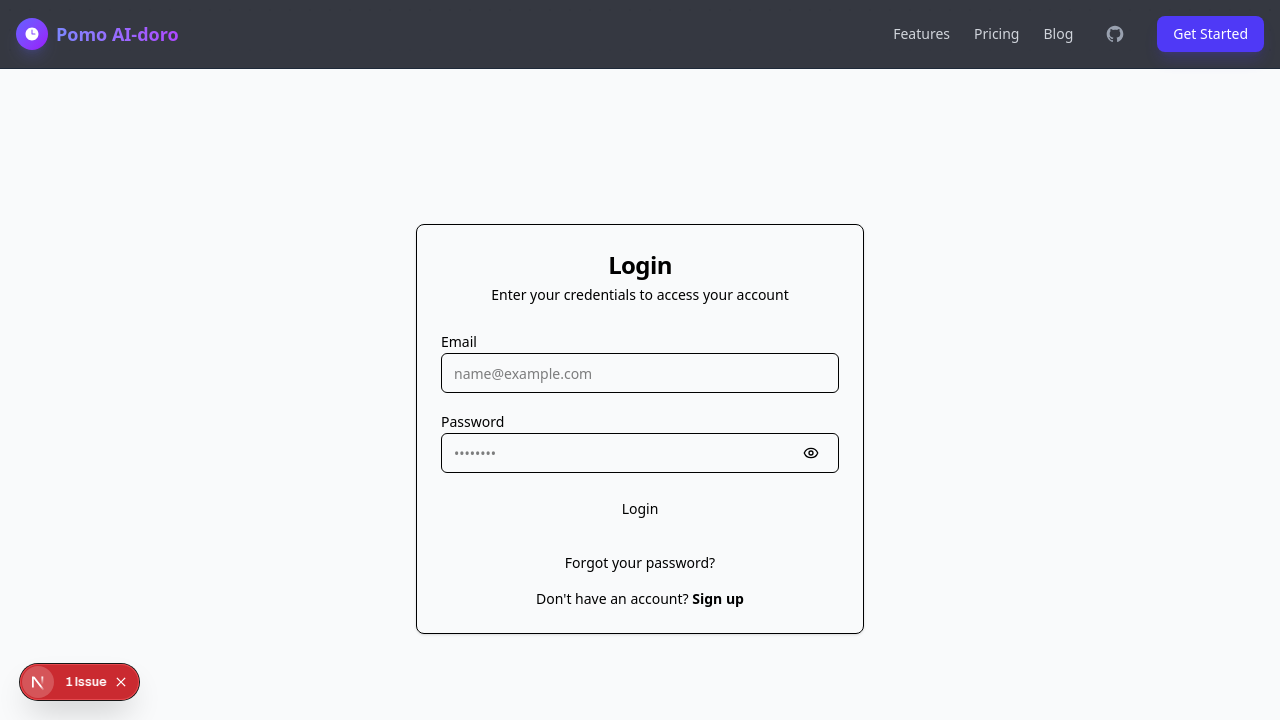 Pomo AI-doro
Features
Pricing
Blog
Get Started
Login
Enter your credentials to access your account
Email
name@example.com
Password
••••••••
Login
Forgot your password?
Don't have an account? Sign up
N
1 Issue